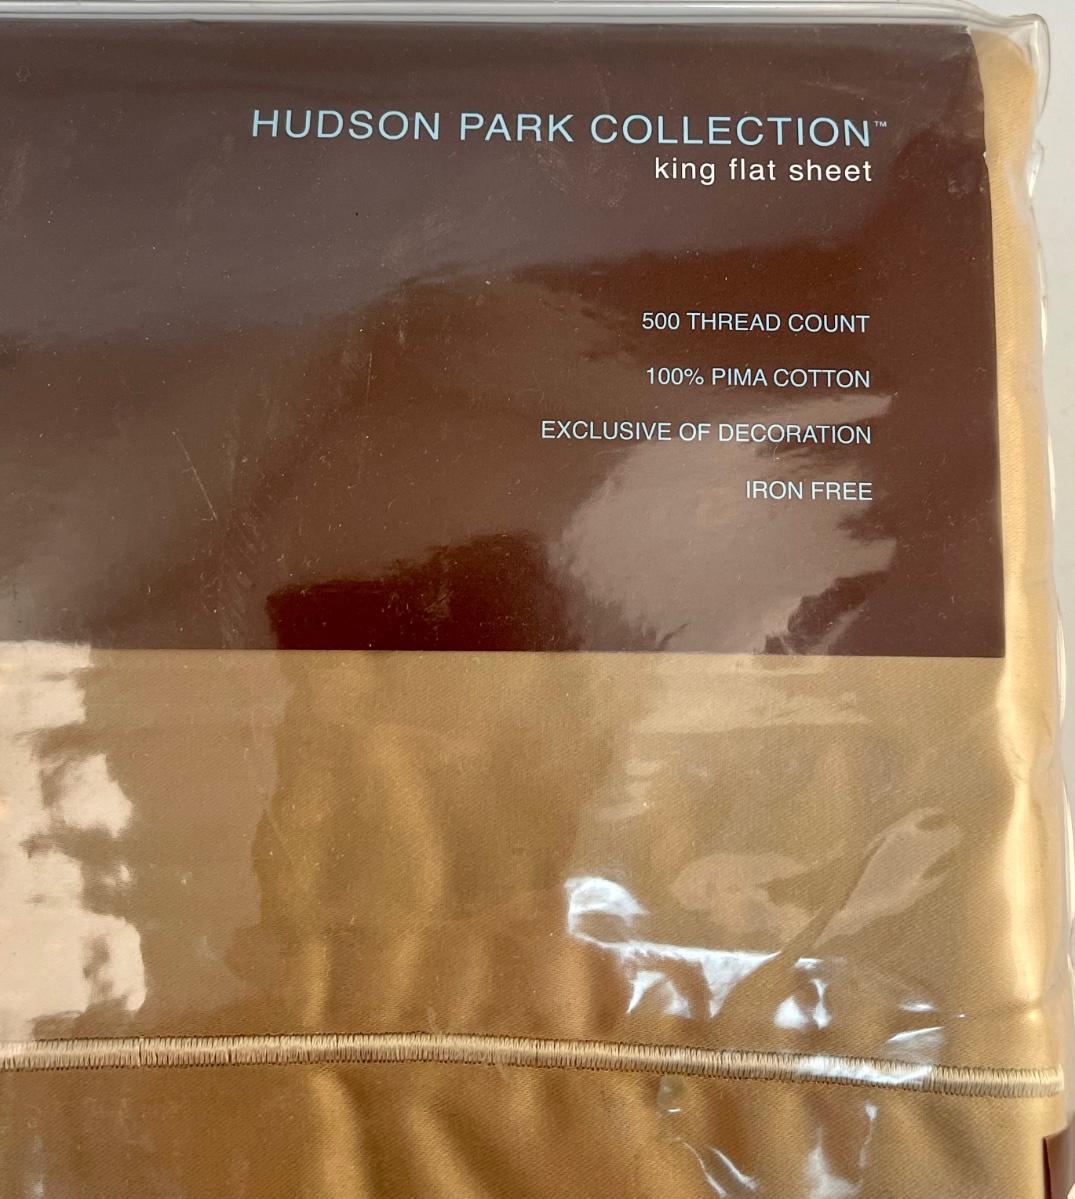 HUDSON PARK COLLECTION™
king flat sheet
500 THREAD COUNT
100% PIMA COTTON
EXCLUSIVE OF DECORATION
IRON FREE